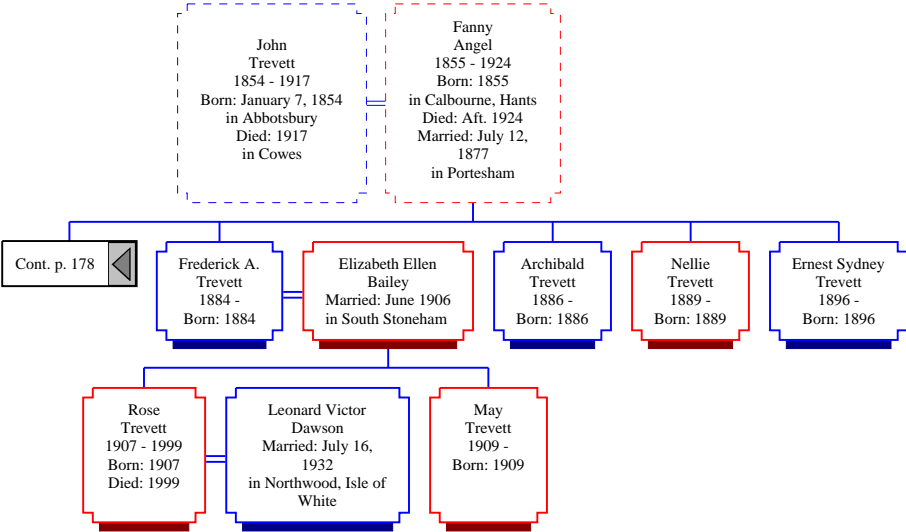 John
Trevett
1854 - 1917
Born: January 7, 1854
in Abbotsbury
Died: 1917
in Cowes
Fanny
Angel
1855 - 1924
Born: 1855
in Calbourne, Hants
Died: Aft. 1924
Married: July 12,
1877
in Portesham
Cont. p. 178
Frederick A.
Trevett
1884 -
Born: 1884
Elizabeth Ellen
Bailey
Married: June 1906
in South Stoneham
Archibald
Trevett
1886 -
Born: 1886
Nellie
Trevett
1889 -
Born: 1889
Ernest Sydney
Trevett
1896 -
Born: 1896
Rose
Trevett
1907 - 1999
Born: 1907
Died: 1999
Leonard Victor
Dawson
Married: July 16,
1932
in Northwood, Isle of
White
May
Trevett
1909 -
Born: 1909